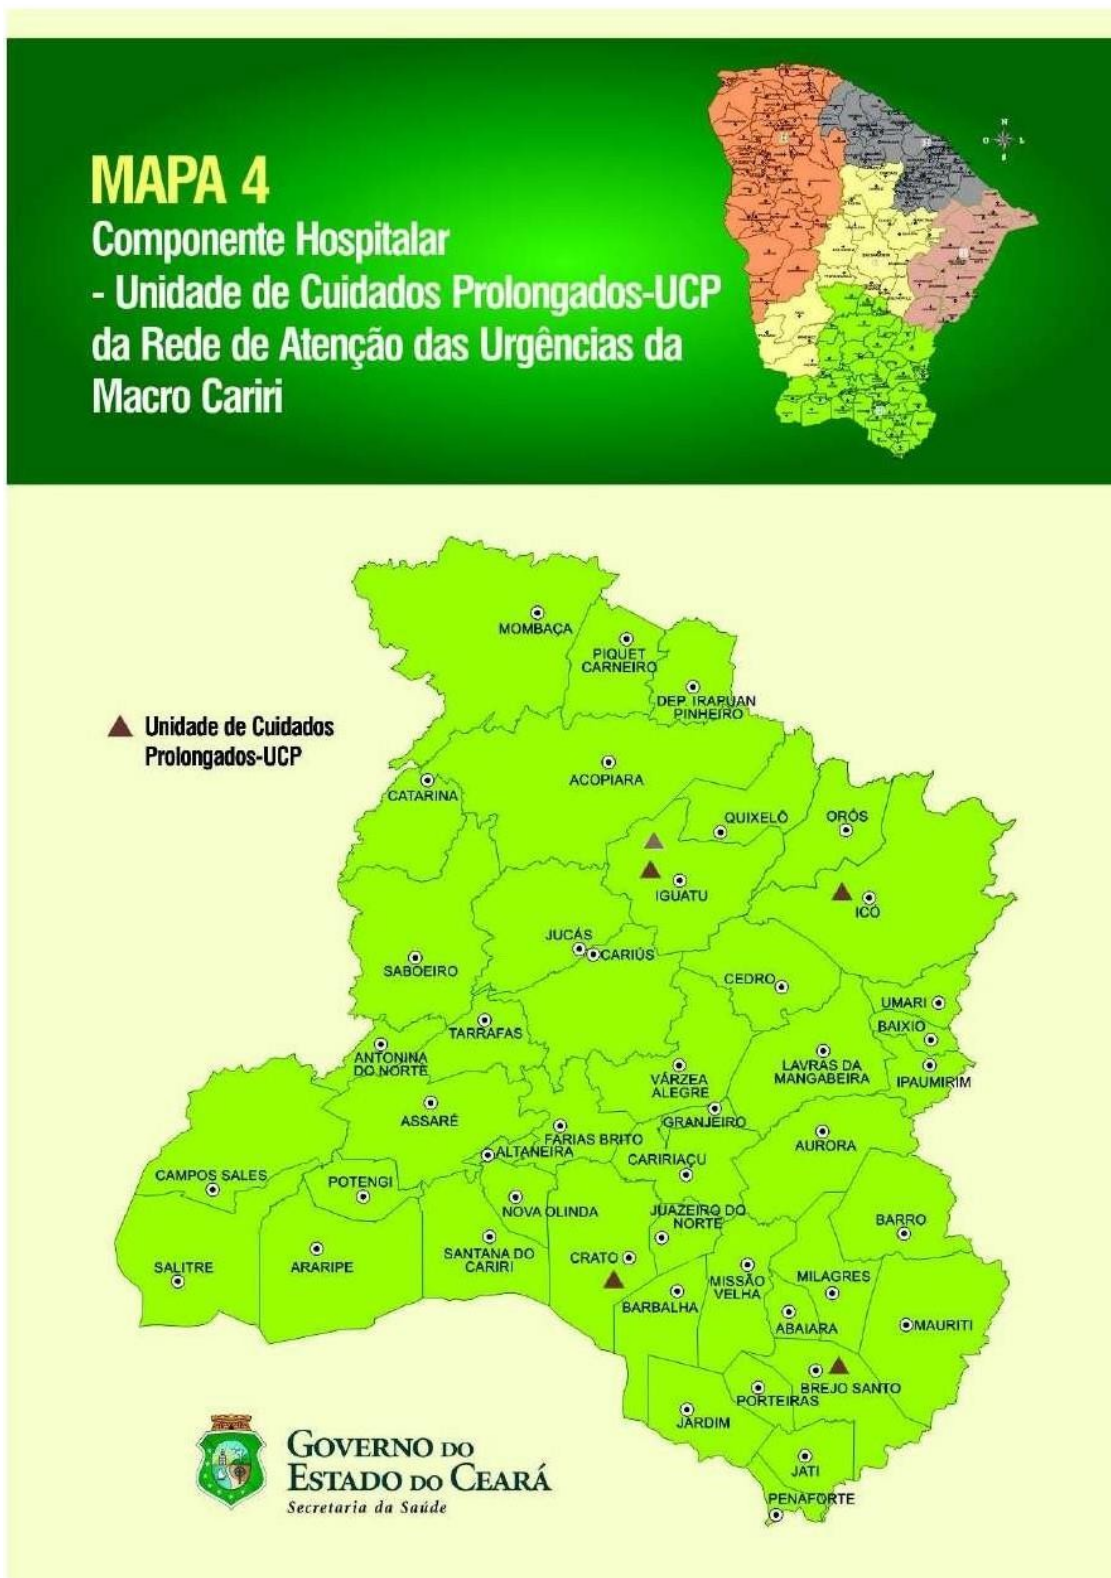 MAPA 4
Componente Hospitalar
- Unidade de Cuidados Prolongados-UCP
da Rede de Atenção das Urgências da
Macro Cariri
N
O
L
S
MOMBAÇA
PIQUET
CARNEIRO
DEP. IRAPUAN
PINHEIRO
Unidade de Cuidados
Prolongados-UCP
ACOPIARA
CATARINA
QUIXELÔ
ORÓS
IGUATU
ICÓ
JUCÁS
CARIÚS
SABOEIRO
CEDRO
UMARI
BAIXIO
TARRAFAS
ANTONINA
DO NORTE
VÁRZEA
ALEGRE
LAVRAS DA
MANGABEIRA
IPAUMIRIM
ASSARÉ
GRANJEIRO
FARIAS BRITO
AURORA
ALTANEIRA
CARIRIAÇU
CAMPOS SALES
POTENGI
NOVA OLINDA
JUAZEIRO DO
NORTE
BARRO
SANTANA DO
CARIRI
CRATO
SALITRE
ARARIPE
MISSÃO
VELHA
MILAGRES
BARBALHA
ABAIARA
MAURITI
BREJO SANTO
PORTEIRAS
JARDIM
JATI
PENAFORTE
GOVERNO DO
ESTADO DO CEARÁ
Secretaria da Saúde